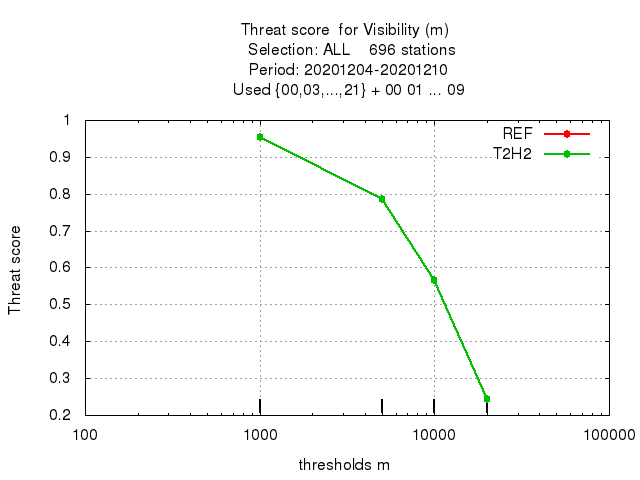 Threat score  for Visibility (m)
Selection: ALL    696 stations
Period: 20201204-20201210
Used {00,03,...,21} + 00 01 ... 09
REF
T2H2
1
0.9
0.8
0.7
0.6
0.5
0.4
0.3
0.2
Threat score
100 1000 10000 100000
thresholds m